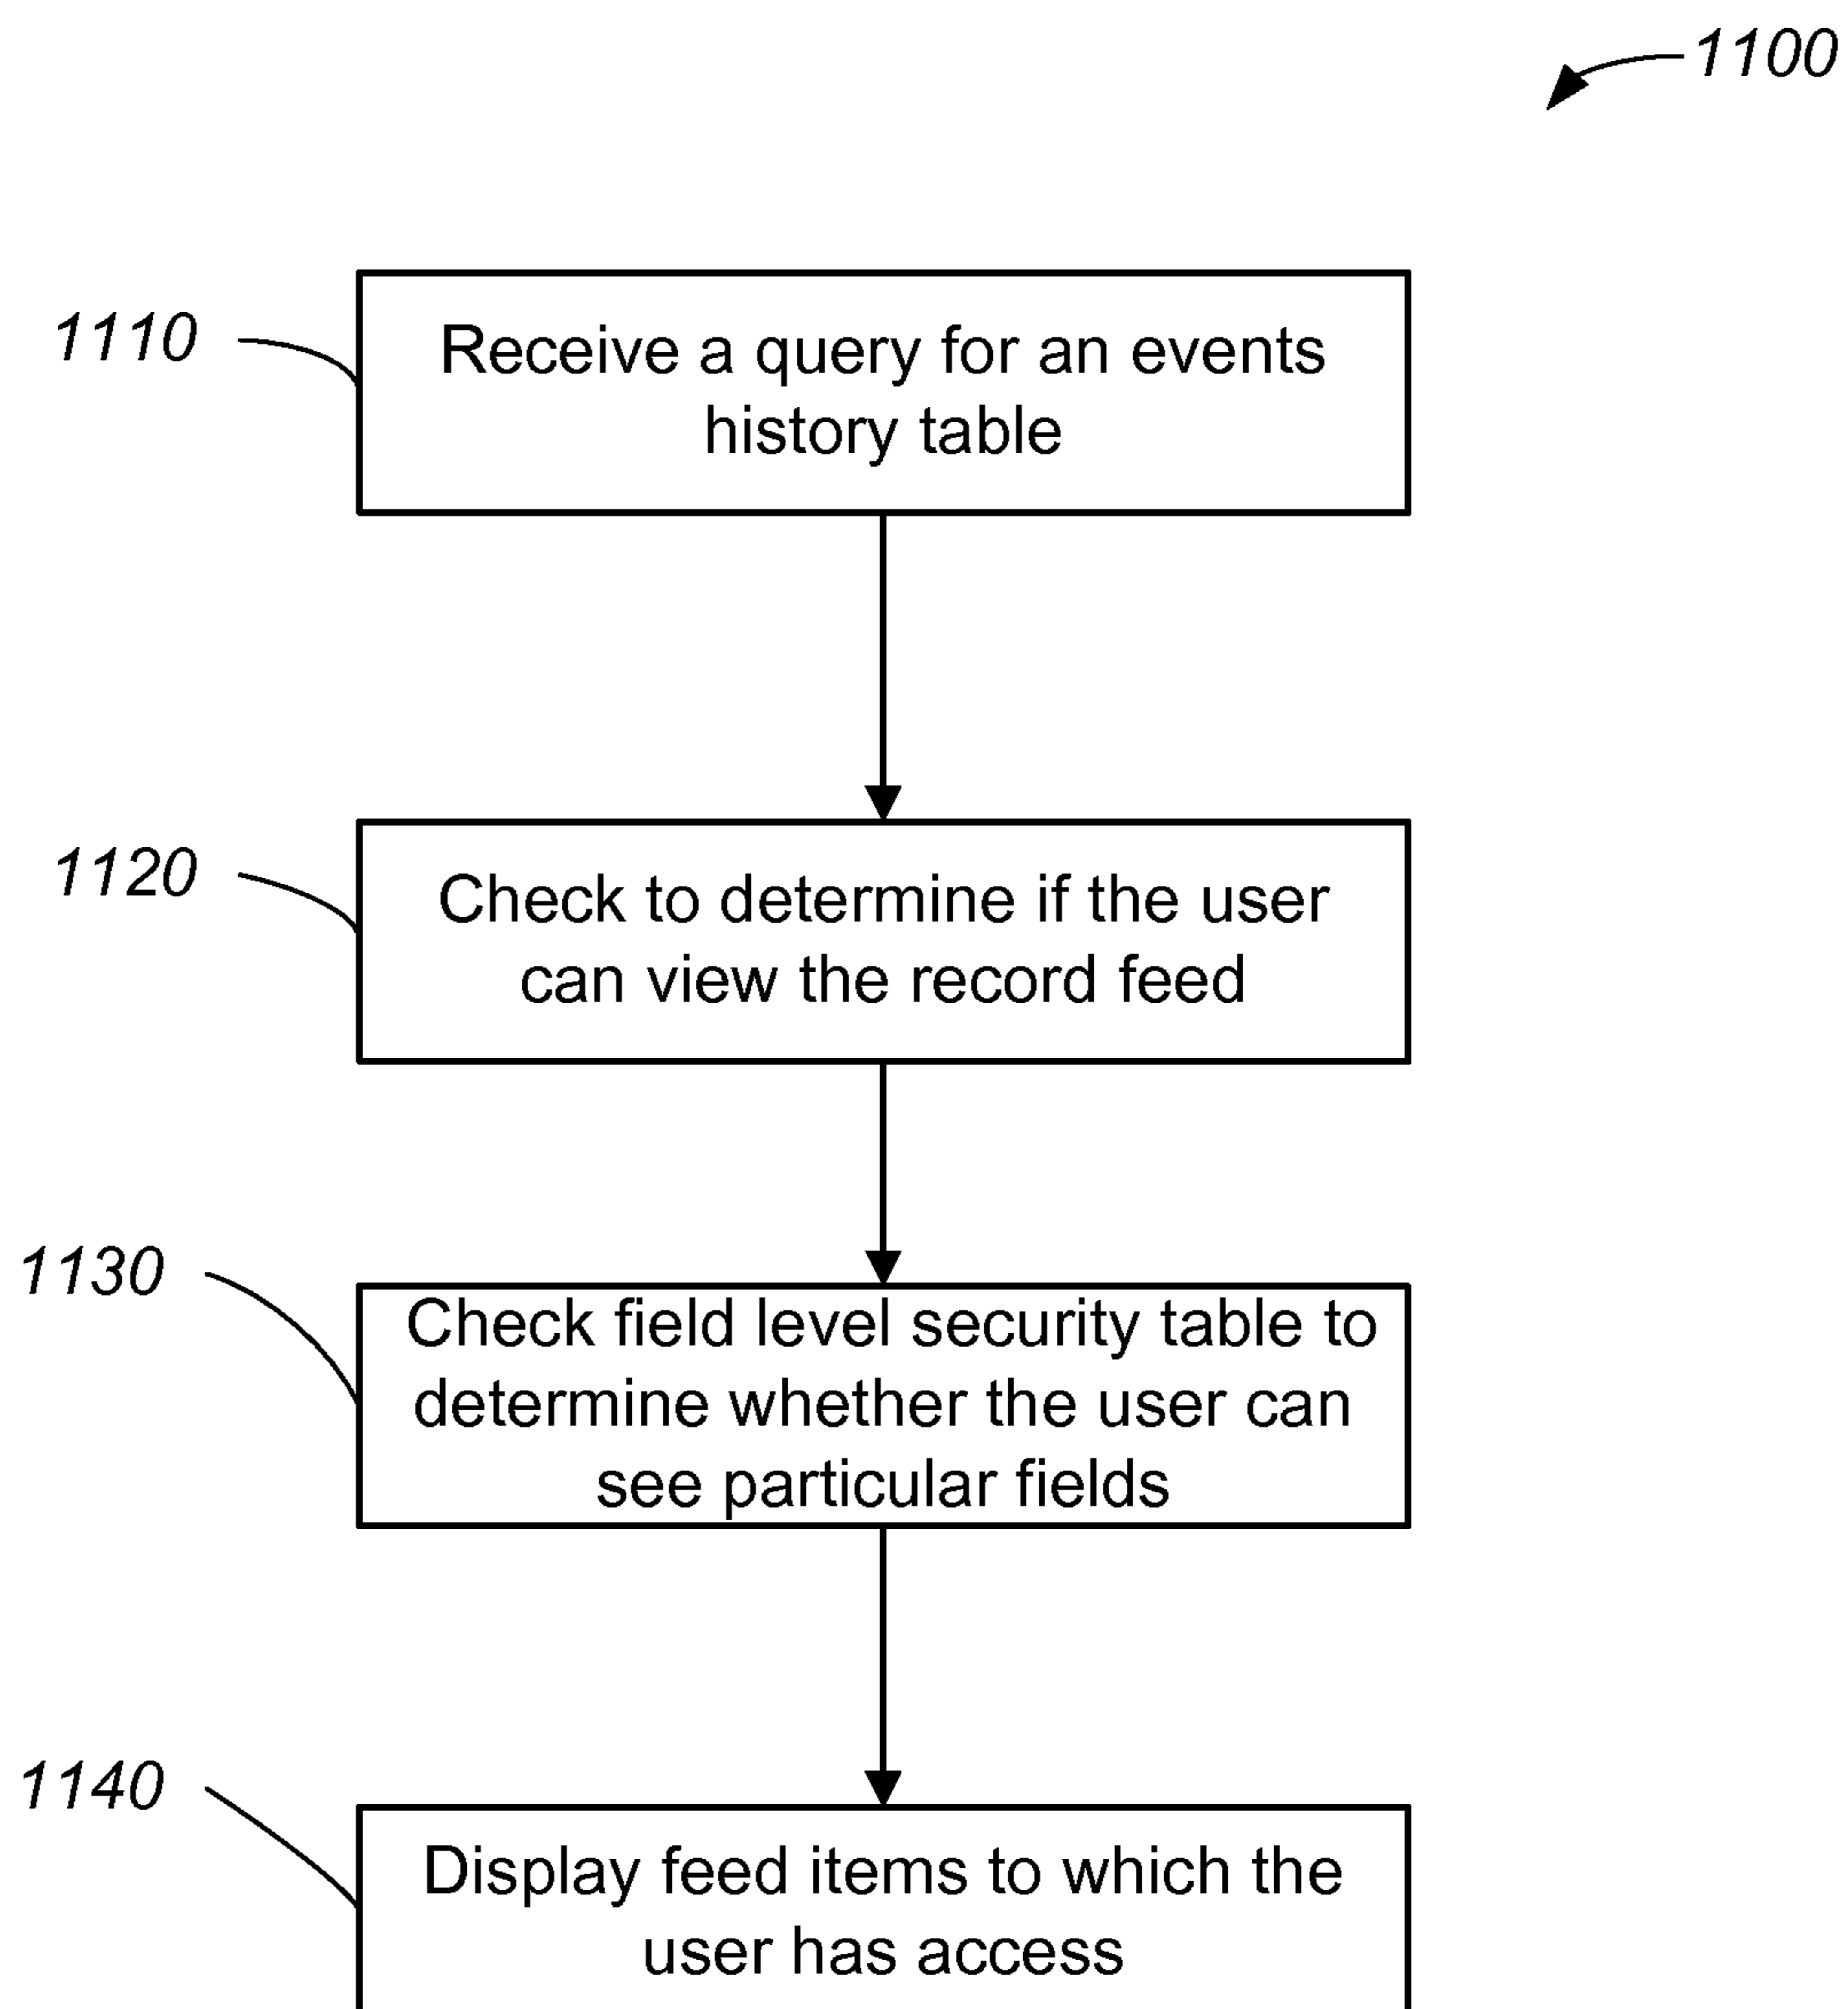 1100
1110
Receive a query for an events
history table
1120
Check to determine if the user
can view the record feed
1130
Check field level security table to
determine whether the user can
see particular fields
1140
Display feed items to which the
user has access